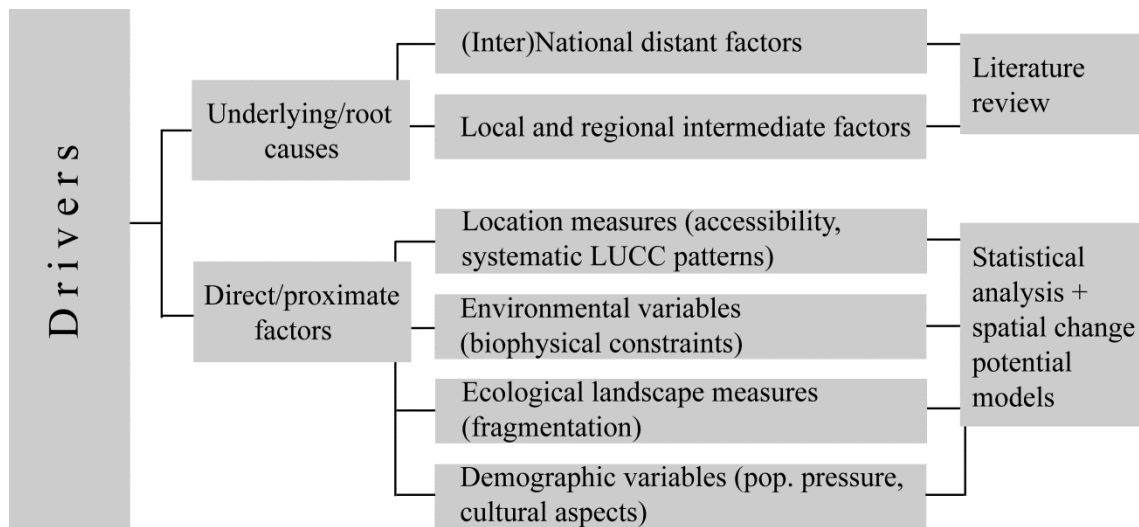 Drivers
Underlying/root
causes
(Inter)National distant factors
Local and regional intermediate factors
Literature
review
Direct/proximate
factors
Location measures (accessibility,
systematic LUCC patterns)
Environmental variables
(biophysical constraints)
Ecological landscape measures
(fragmentation)
Demographic variables (pop. pressure,
cultural aspects)
Statistical
analysis +
spatial change
potential
models